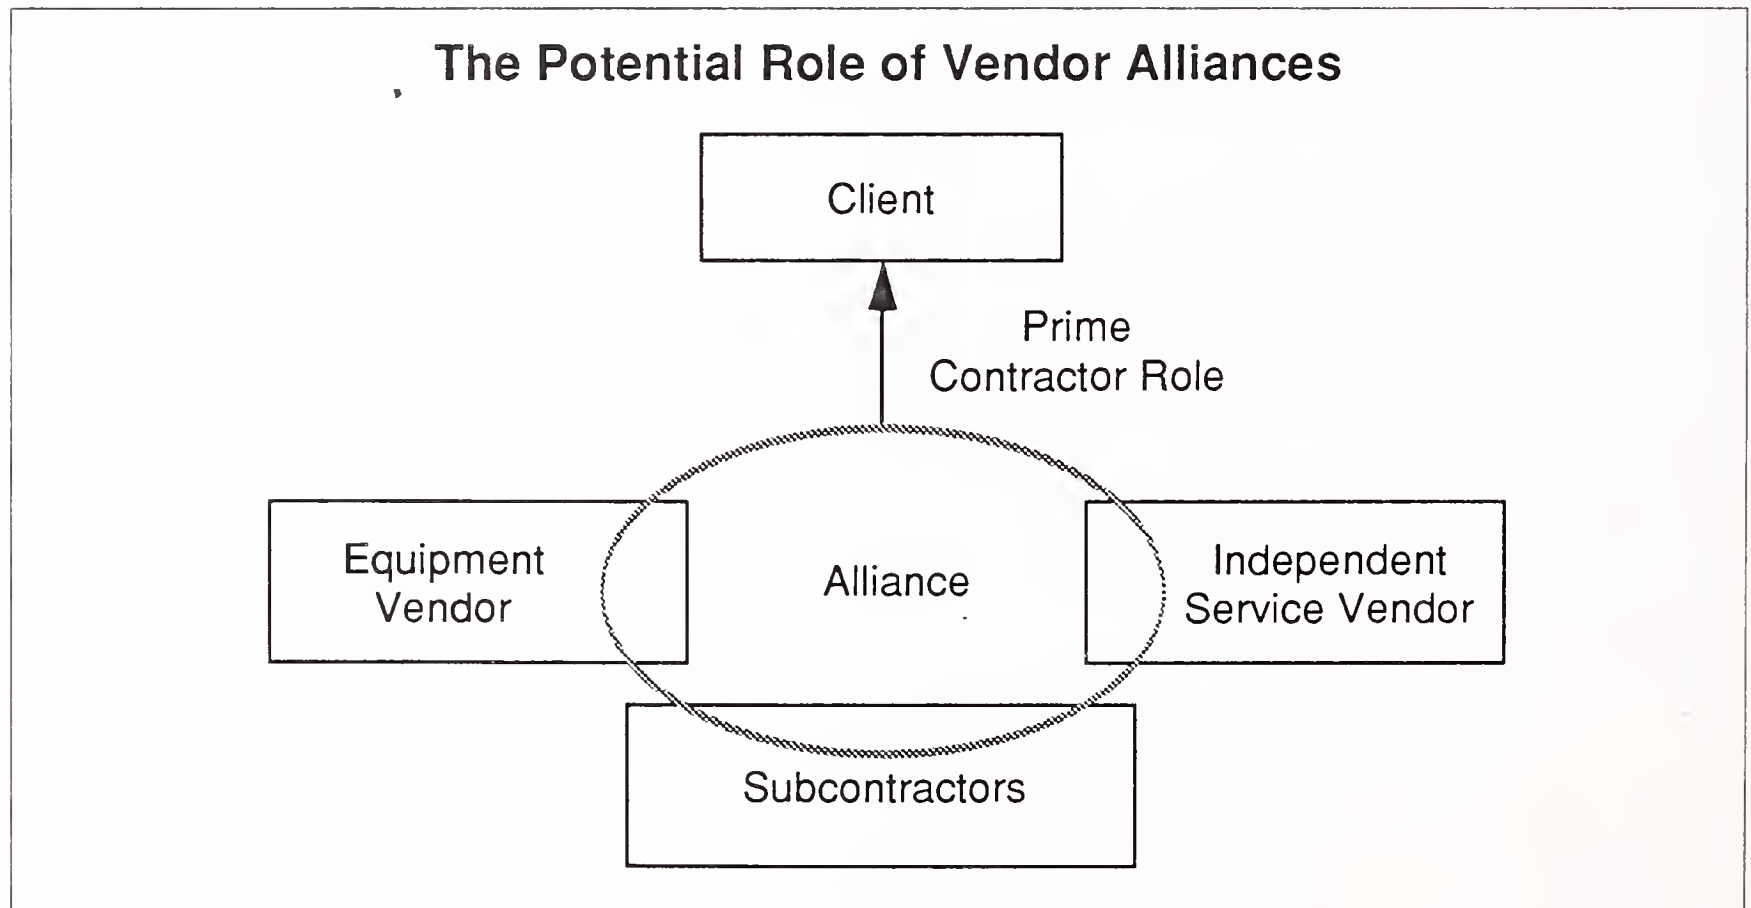 The Potential Role of Vendor Alliances
Client
Prime
Contractor Role
Equipment
Vendor
Alliance
Independent
Service Vendor
Subcontractors